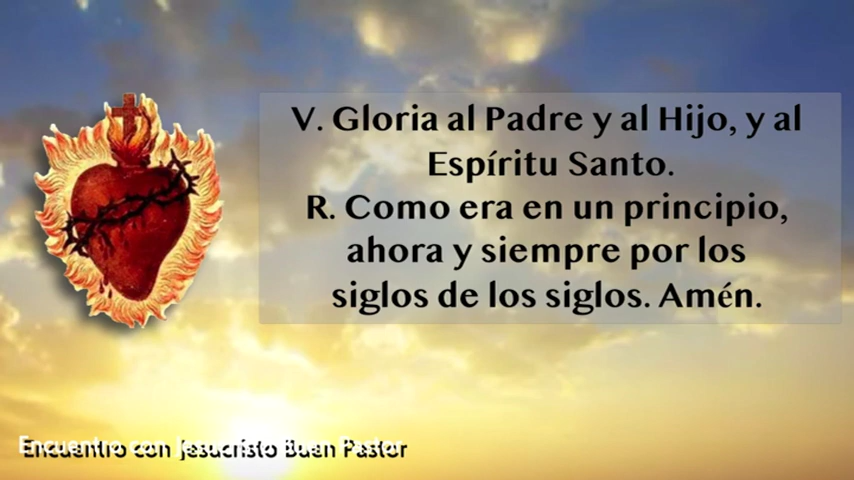 V. Gloria al Padre y al Hijo, y al
Espíritu Santo.
R. Como era en un principio,
ahora y siempre por los
siglos de los siglos. Amén.
Encuentro con Jesucristo Buen Pastor